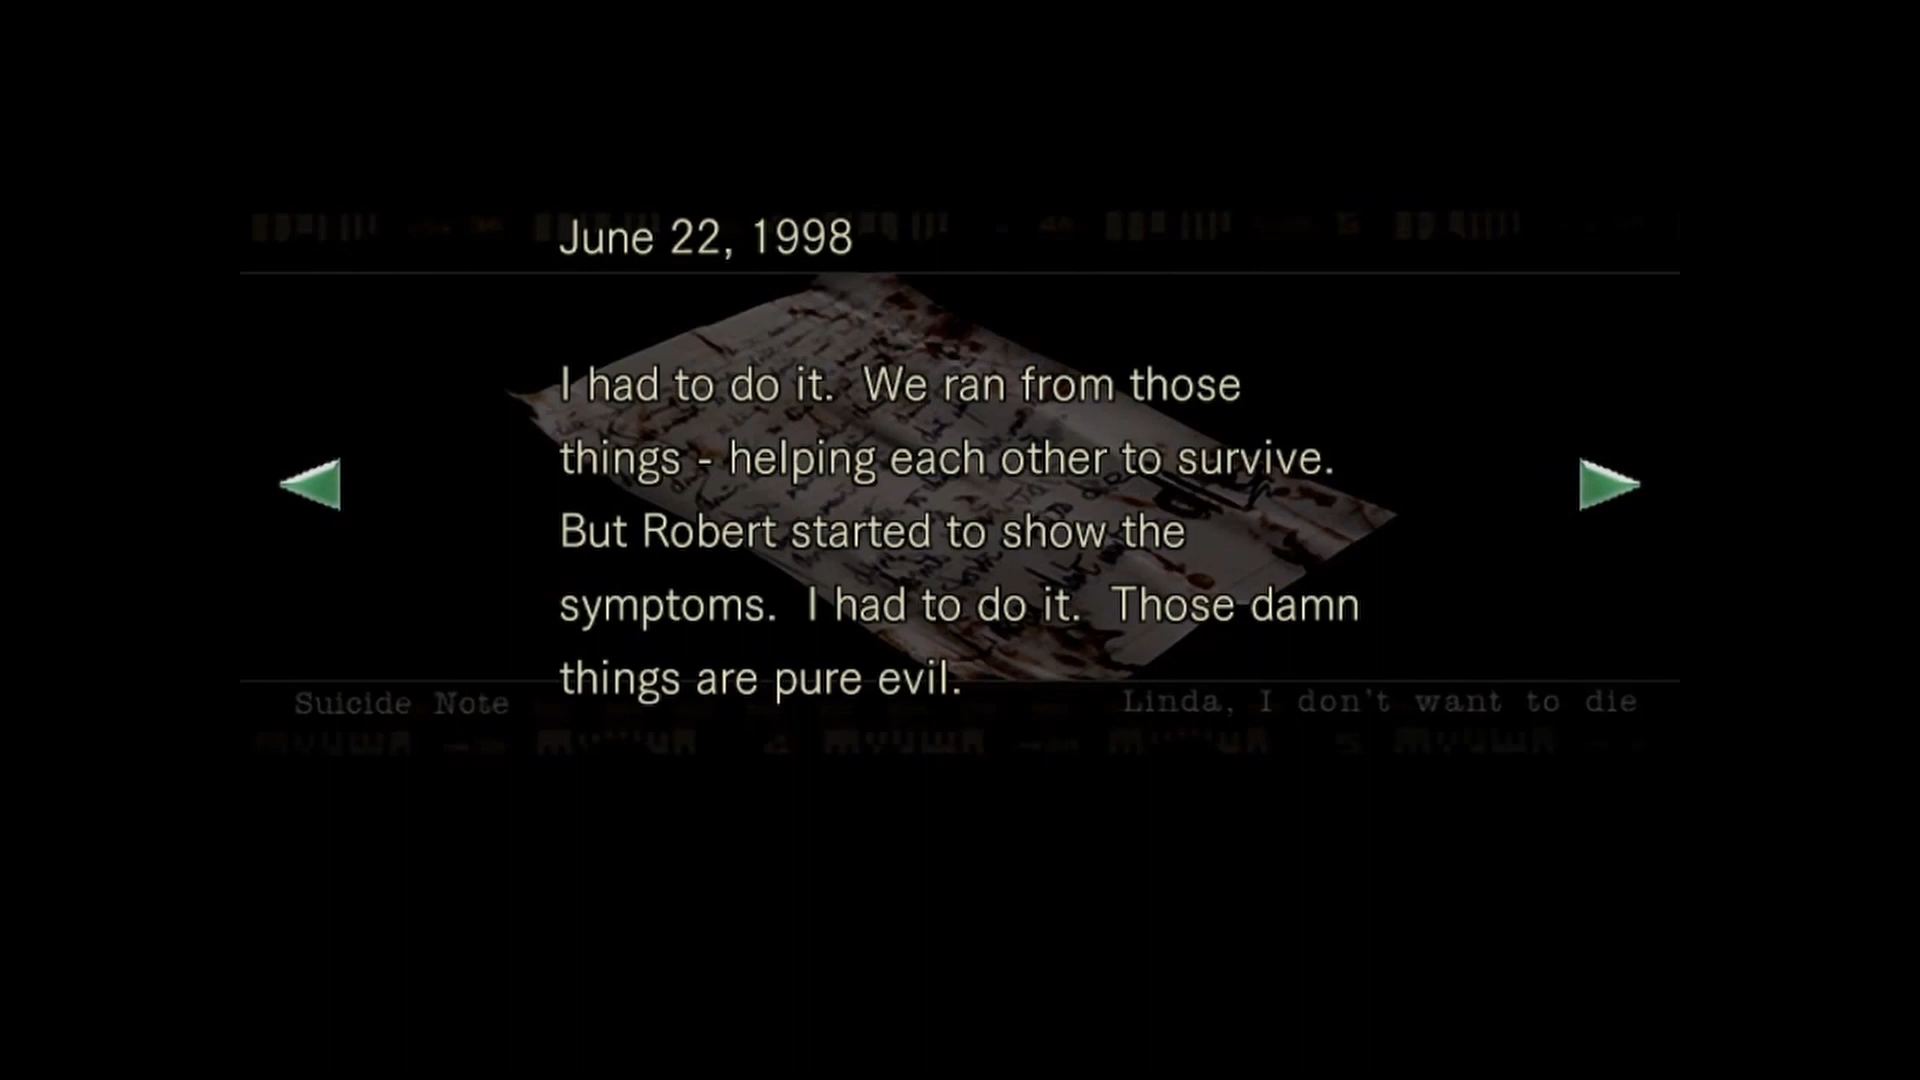 June 22, 1998
I had to do it.  We ran from those
things - helping each other to survive.
But Robert started to show the
symptoms.  I had to do it.  Those damn
things are pure evil.
Suicide Note
Linda, I don't want to die